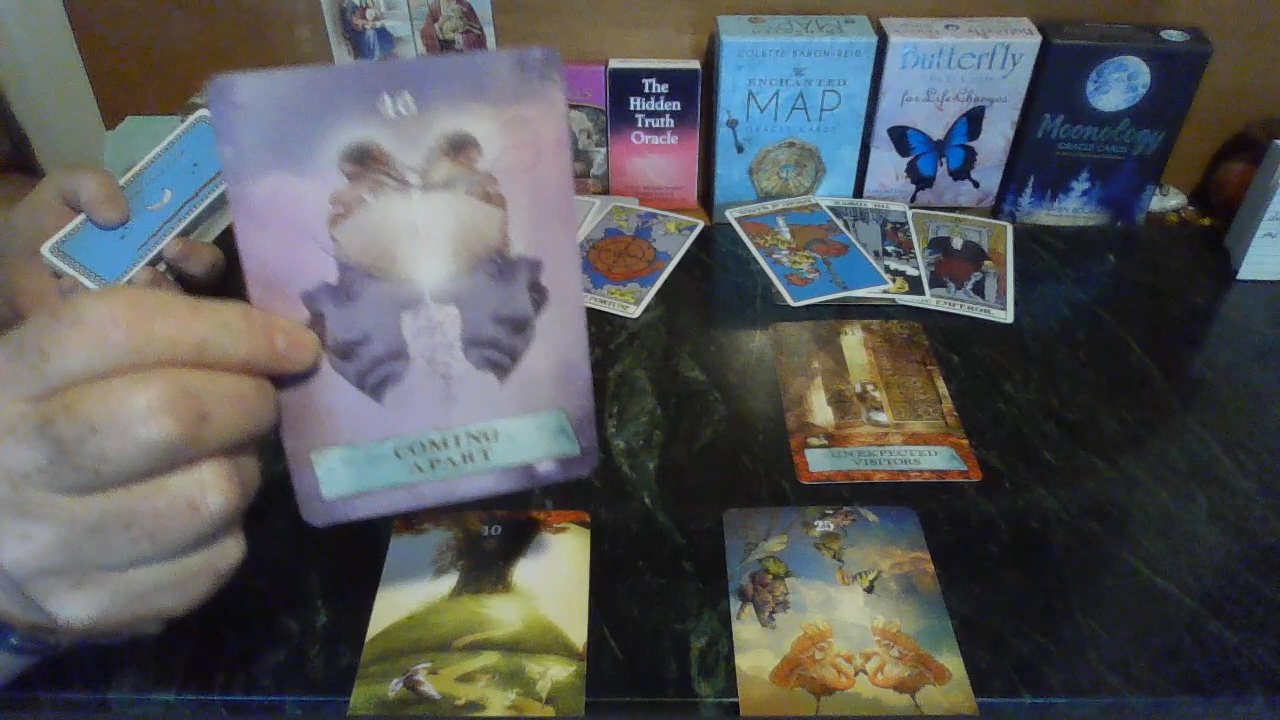 The
Hidden
Truth
Oracle
COLETTE BARON-REID
The
ENCHANTED
MAP
ORACLE CARDS
Butterfly
for Life Changes
Moonology
ORACLE CARDS
COMING
APART
FORTUNE
EMPEROR
UNEXPECTED
VISITORS
10
25